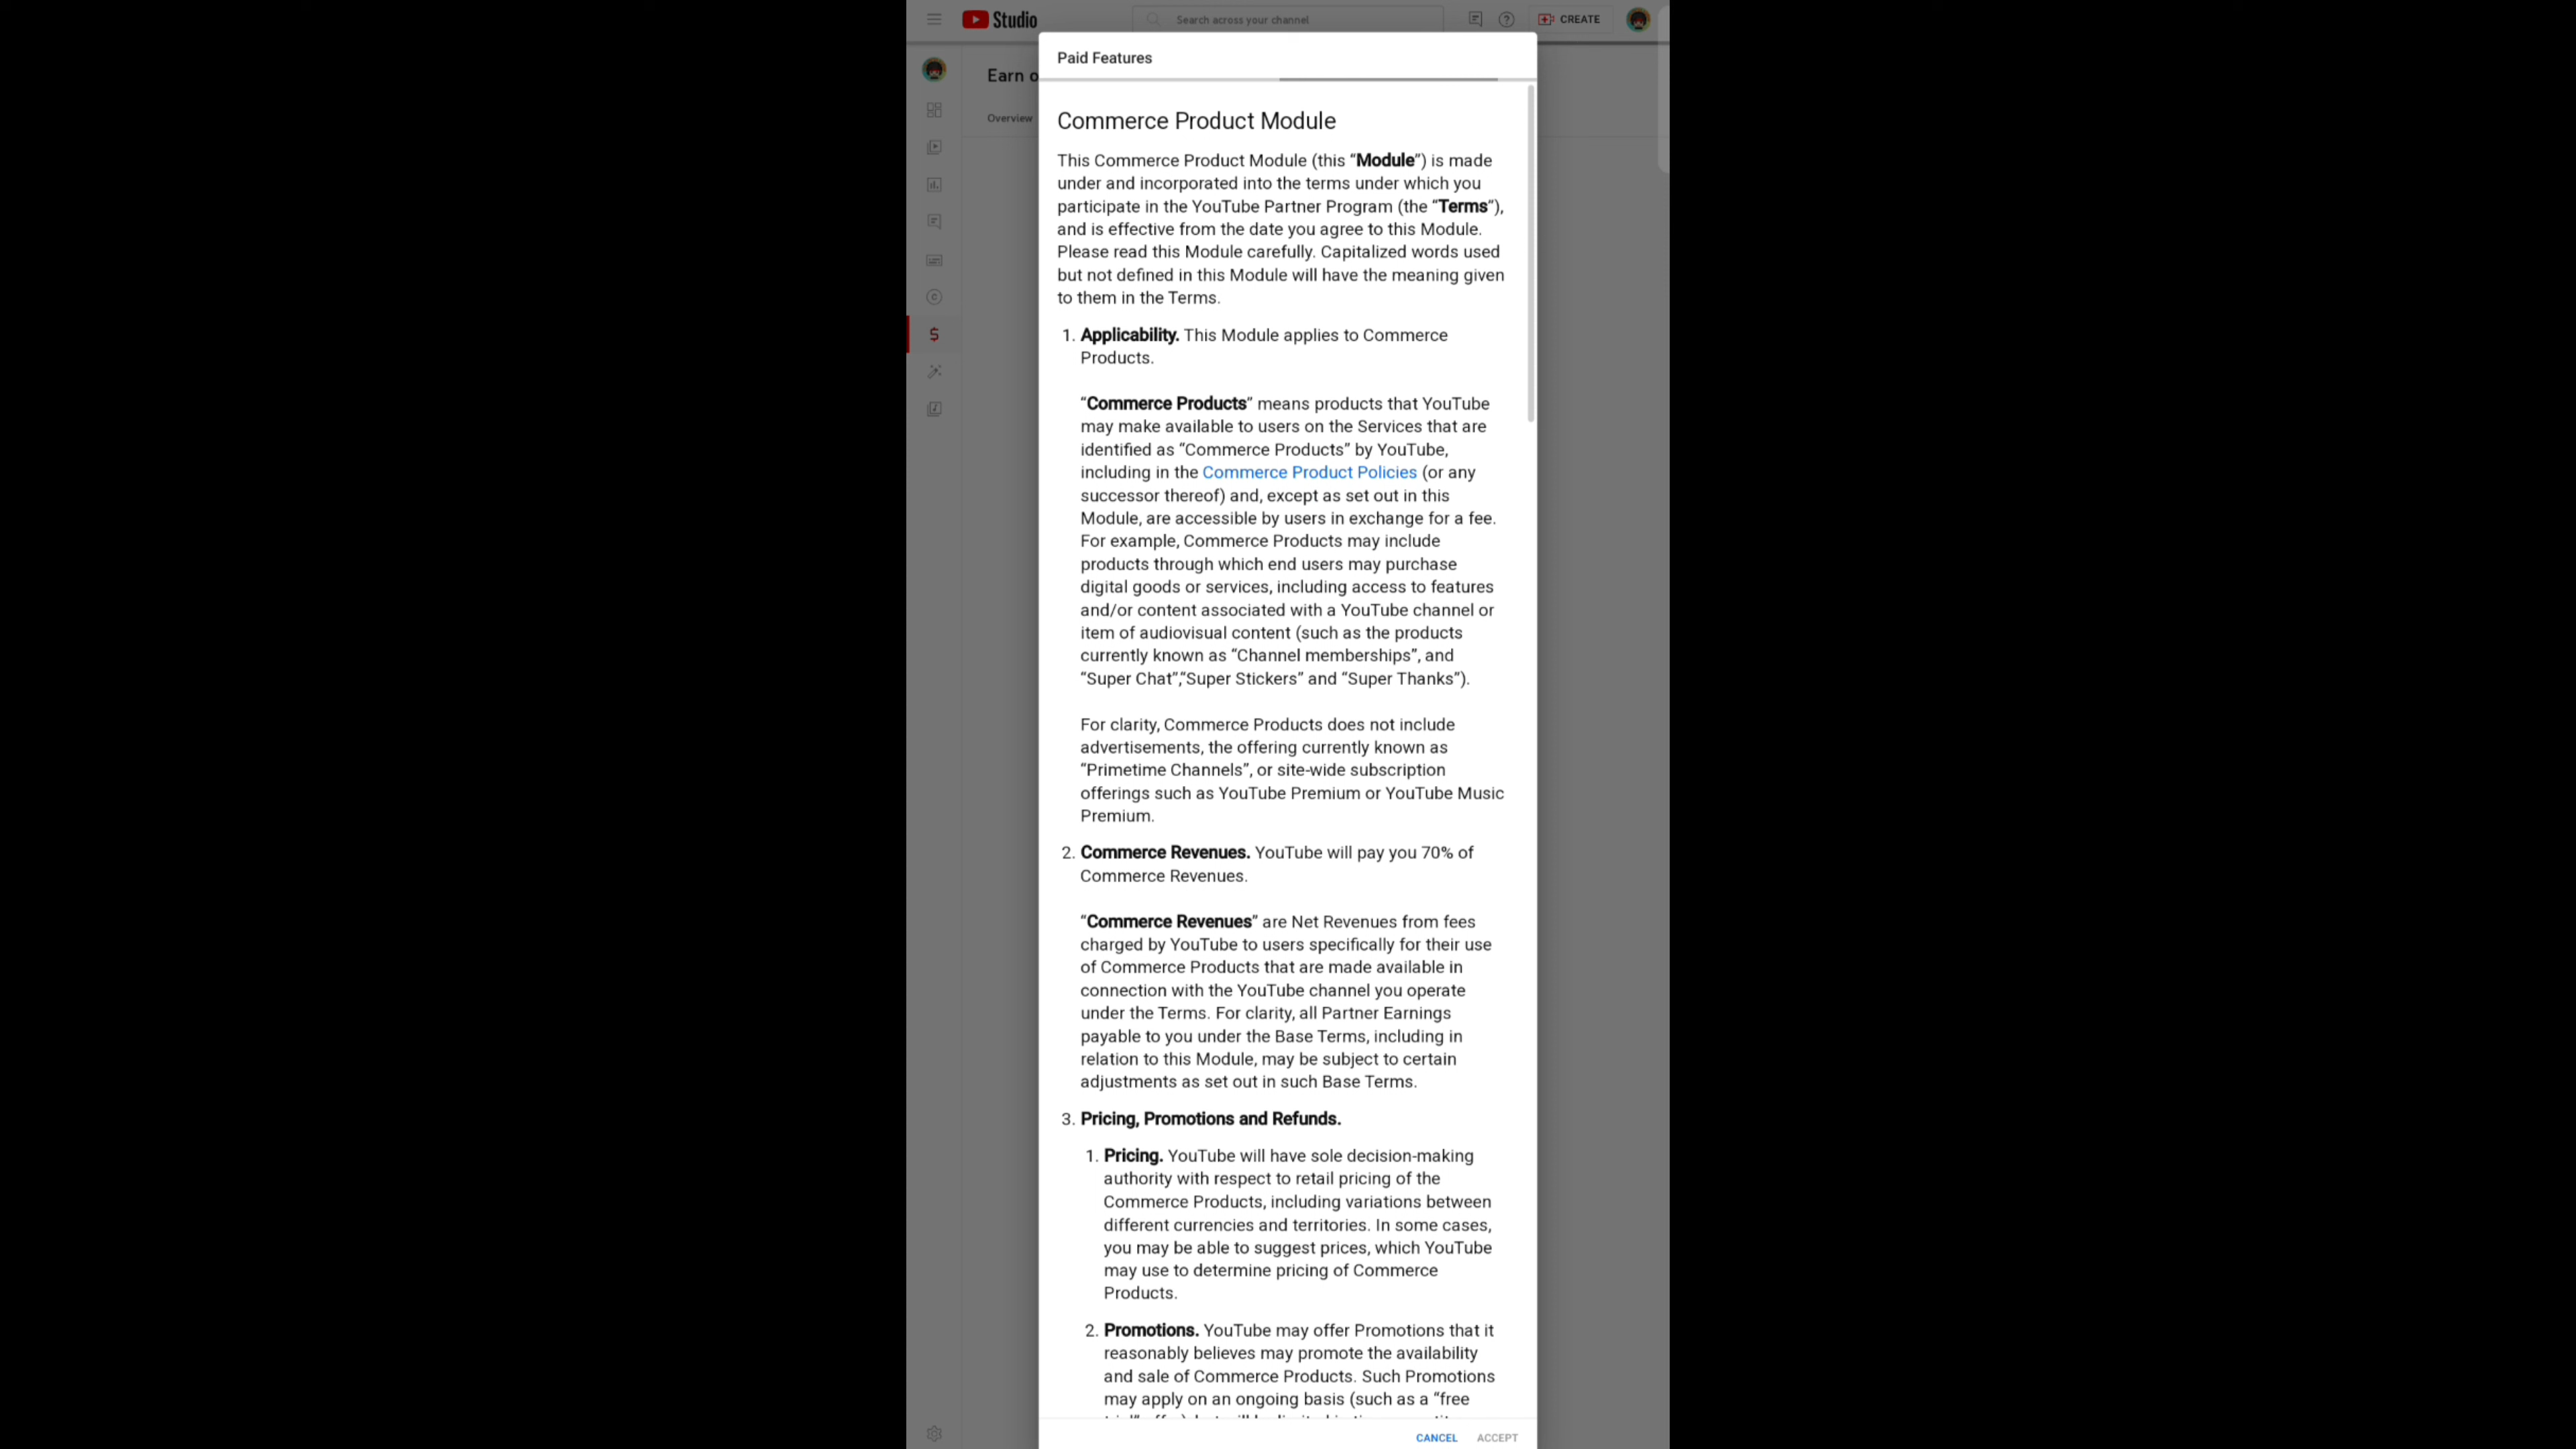 Studio
Search across your channel
CREATE
Paid Features
Earn o
Overview
Commerce Product Module
This Commerce Product Module (this “Module”) is made
under and incorporated into the terms under which you
participate in the YouTube Partner Program (the “Terms“),
and is effective from the date you agree to this Module.
Please read this Module carefully. Capitalized words used
but not defined in this Module will have the meaning given
to them in the Terms.
1. Applicability. This Module applies to Commerce
Products.
“Commerce Products” means products that YouTube
may make available to users on the Services that are
identified as “Commerce Products” by YouTube,
including in the Commerce Product Policies (or any
successor thereof) and, except as set out in this
Module, are accessible by users in exchange for a fee.
For example, Commerce Products may include
products through which end users may purchase
digital goods or services, including access to features
and/or content associated with a YouTube channel or
item of audiovisual content (such as the products
currently known as “Channel memberships”, and
“Super Chat”,“Super Stickers” and “Super Thanks”).
For clarity, Commerce Products does not include
advertisements, the offering currently known as
“Primetime Channels”, or site-wide subscription
offerings such as YouTube Premium or YouTube Music
Premium.
2. Commerce Revenues. YouTube will pay you 70% of
Commerce Revenues.
“Commerce Revenues” are Net Revenues from fees
charged by YouTube to users specifically for their use
of Commerce Products that are made available in
connection with the YouTube channel you operate
under the Terms. For clarity, all Partner Earnings
payable to you under the Base Terms, including in
relation to this Module, may be subject to certain
adjustments as set out in such Base Terms.
3. Pricing, Promotions and Refunds.
1. Pricing. YouTube will have sole decision-making
authority with respect to retail pricing of the
Commerce Products, including variations between
different currencies and territories. In some cases,
you may be able to suggest prices, which YouTube
may use to determine pricing of Commerce
Products.
2. Promotions. YouTube may offer Promotions that it
reasonably believes may promote the availability
and sale of Commerce Products. Such Promotions
may apply on an ongoing basis (such as a “free
CANCEL ACCEPT